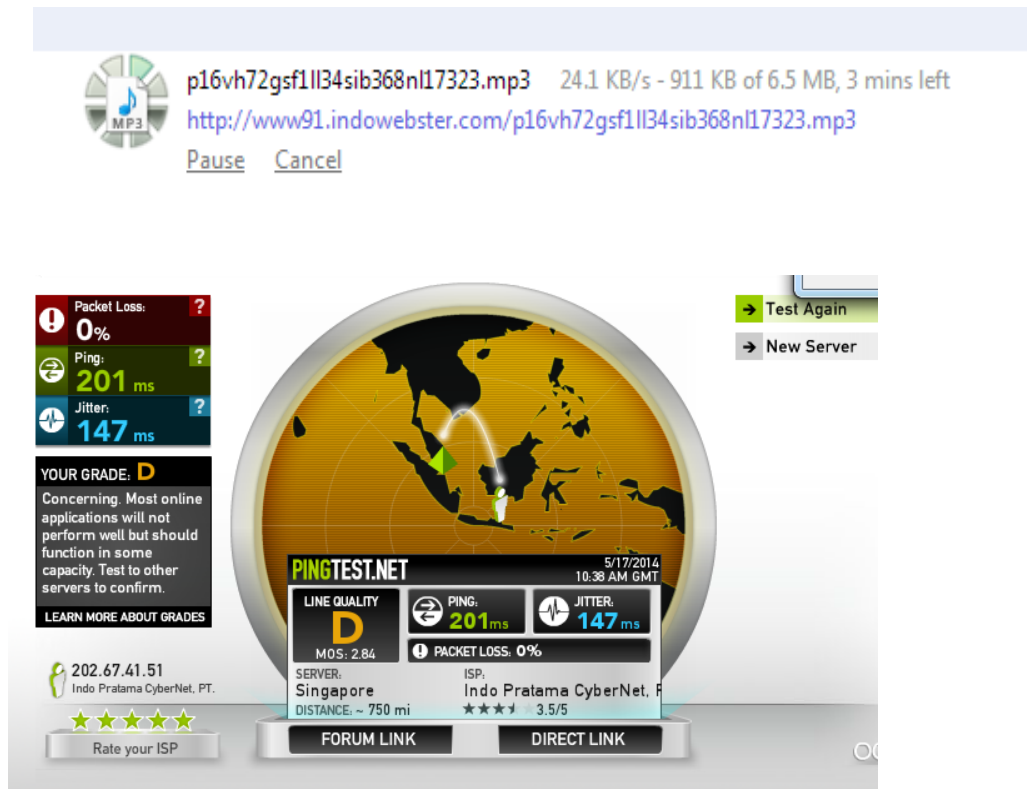 p16vh72gsf1ll34sib368nl17323.mp3 24.1 KB/s - 911 KB of 6.5 MB, 3 mins left
MP3
http://www91.indowebster.com/p16vh72gsf1ll34sib368nl17323.mp3
Pause Cancel
Packet Loss: ?
0%
Ping: ?
201 ms
Jitter: ?
147 ms
Test Again
New Server
YOUR GRADE: D
Concerning. Most online
applications will not
perform well but should
function in some
capacity. Test to other
servers to confirm.
LEARN MORE ABOUT GRADES
PINGTEST.NET
5/17/2014
10:38 AM GMT
LINE QUALITY
D
MOS: 2.84
PING:
201ms
JITTER:
147 ms
PACKET LOSS: 0%
SERVER:
Singapore
DISTANCE: ~ 750 mi
ISP:
Indo Pratama CyberNet,
3.5/5
202.67.41.51
Indo Pratama CyberNet, PT.
Rate your ISP
FORUM LINK
DIRECT LINK